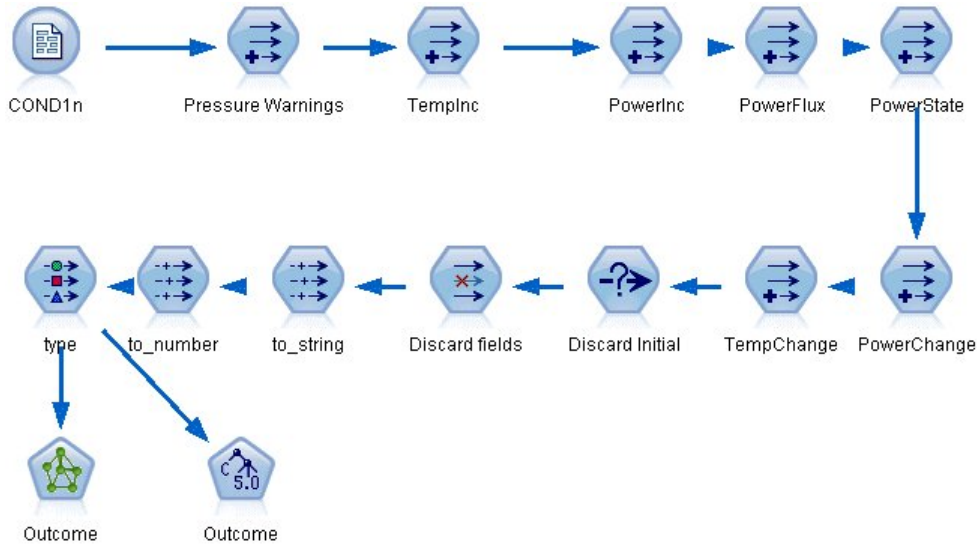 COND1n
Pressure Warnings
TempInc
PowerInc
PowerFlux
PowerState
type
to_number
to_string
Discard fields
Discard Initial
TempChange
PowerChange
C
5.0
Outcome
Outcome